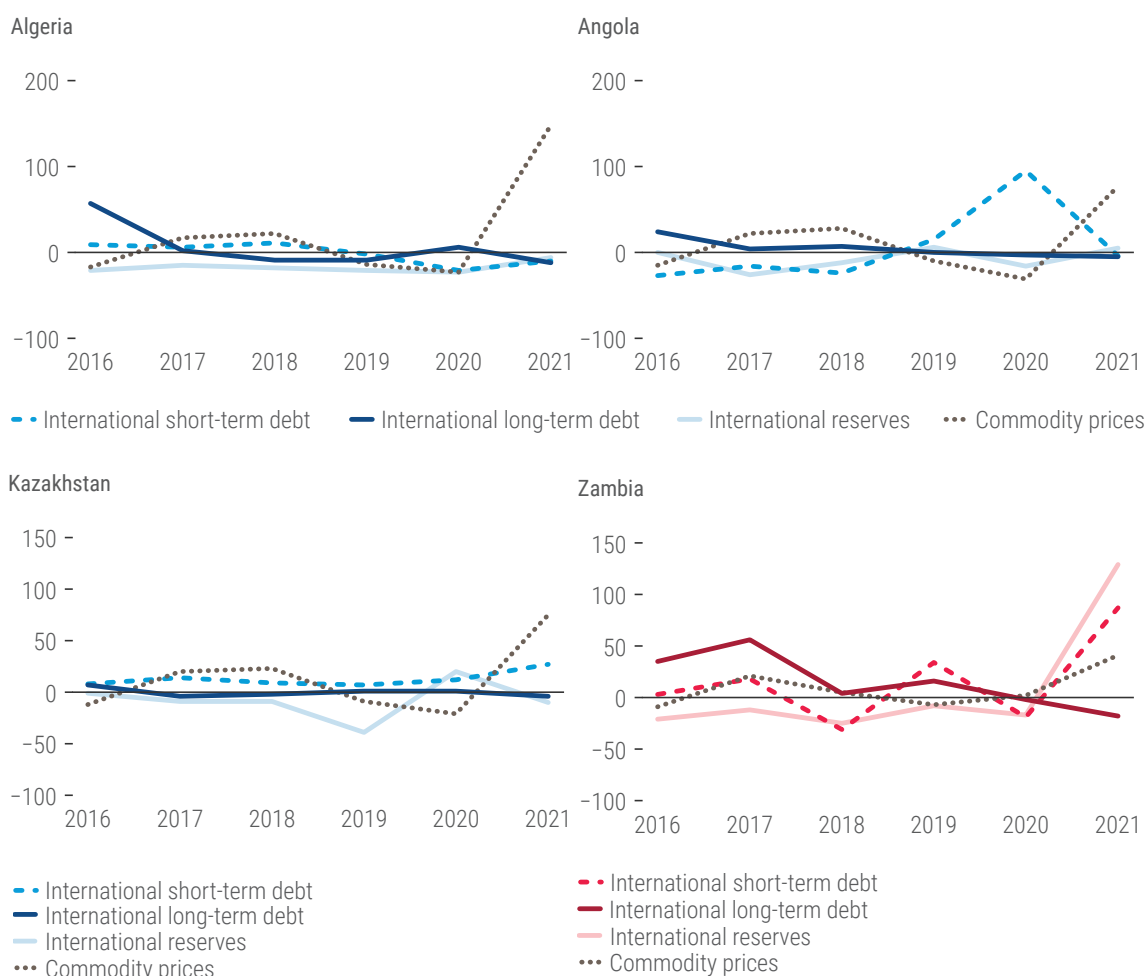 Algeria
200
100
0
−100
2016 2017 2018 2019 2020 2021
Angola
200
100
0
−100
2016 2017 2018 2019 2020 2021
International short-term debt International long-term debt International reserves Commodity prices
Kazakhstan
150
100
50
0
−50
−100
2016 2017 2018 2019 2020 2021
International short-term debt
International long-term debt
International reserves
Commodity prices
Zambia
150
100
50
0
−50
−100
2016 2017 2018 2019 2020 2021
International short-term debt
International long-term debt
International reserves
Commodity prices